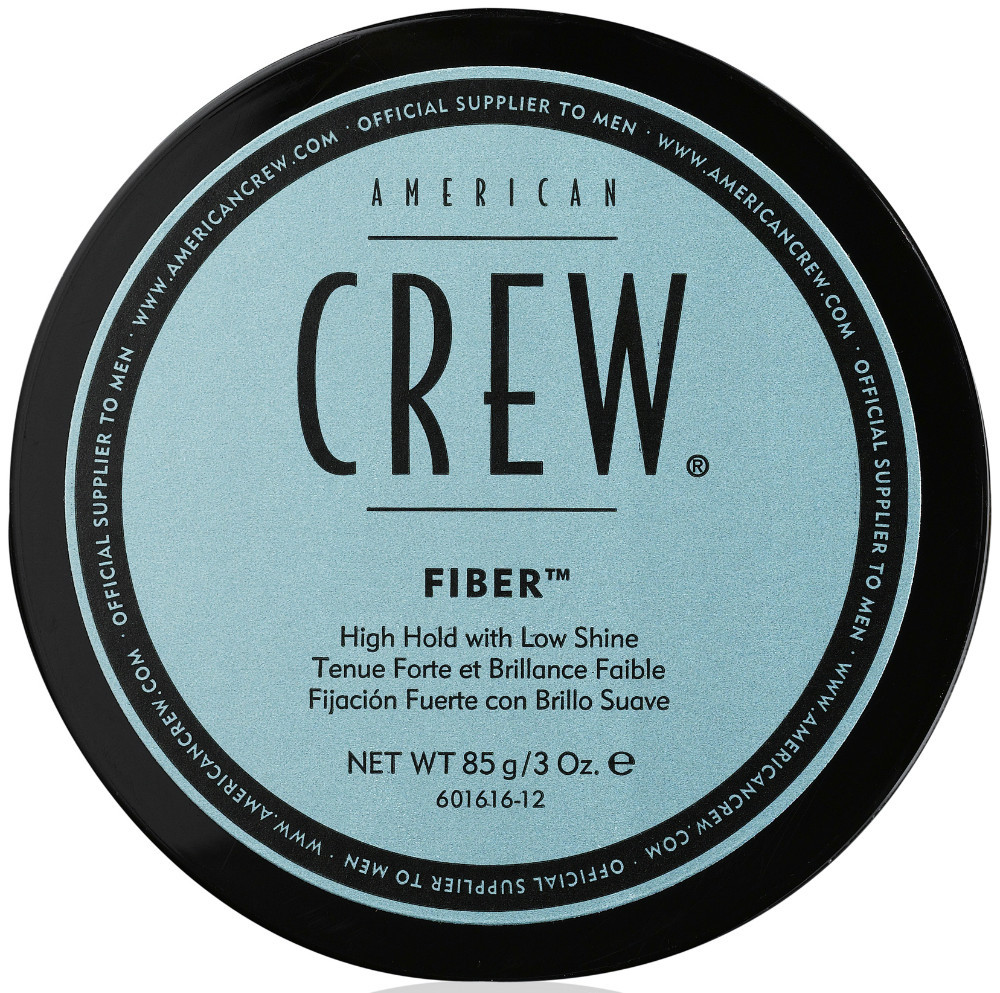 AMERICAN
CREW®
FIBER™
High Hold with Low Shine
Tenue Forte et Brillance Faible
Fijación Fuerte con Brillo Suave
NET WT 85 g/3 Oz. ℮
601616-12
OFFICIAL SUPPLIER TO MEN · WWW.AMERICANCREW.COM · OFFICIAL SUPPLIER TO MEN · WWW.AMERICANCREW.COM · OFFICIAL SUPPLIER TO MEN · WWW.AMERICANCREW.COM · OFFICIAL SUPPLIER TO MEN · WWW.AMERICANCREW.COM ·